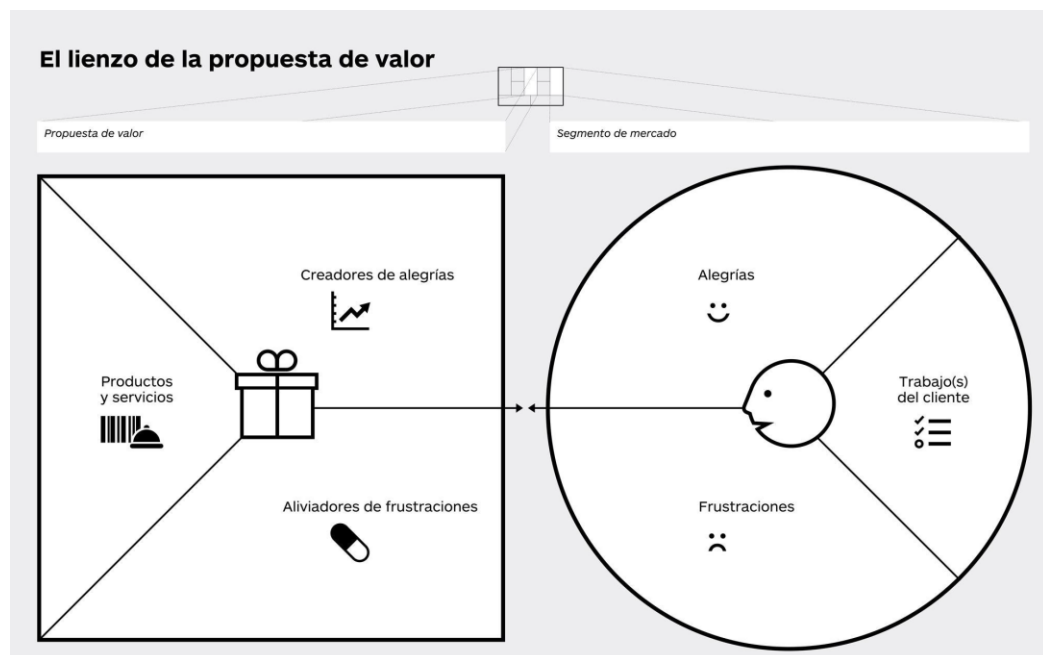 El lienzo de la propuesta de valor
Propuesta de valor
Segmento de mercado
Creadores de alegrías
Productos
y servicios
Aliviadores de frustraciones
Alegrías
Trabajo(s)
del cliente
Frustraciones